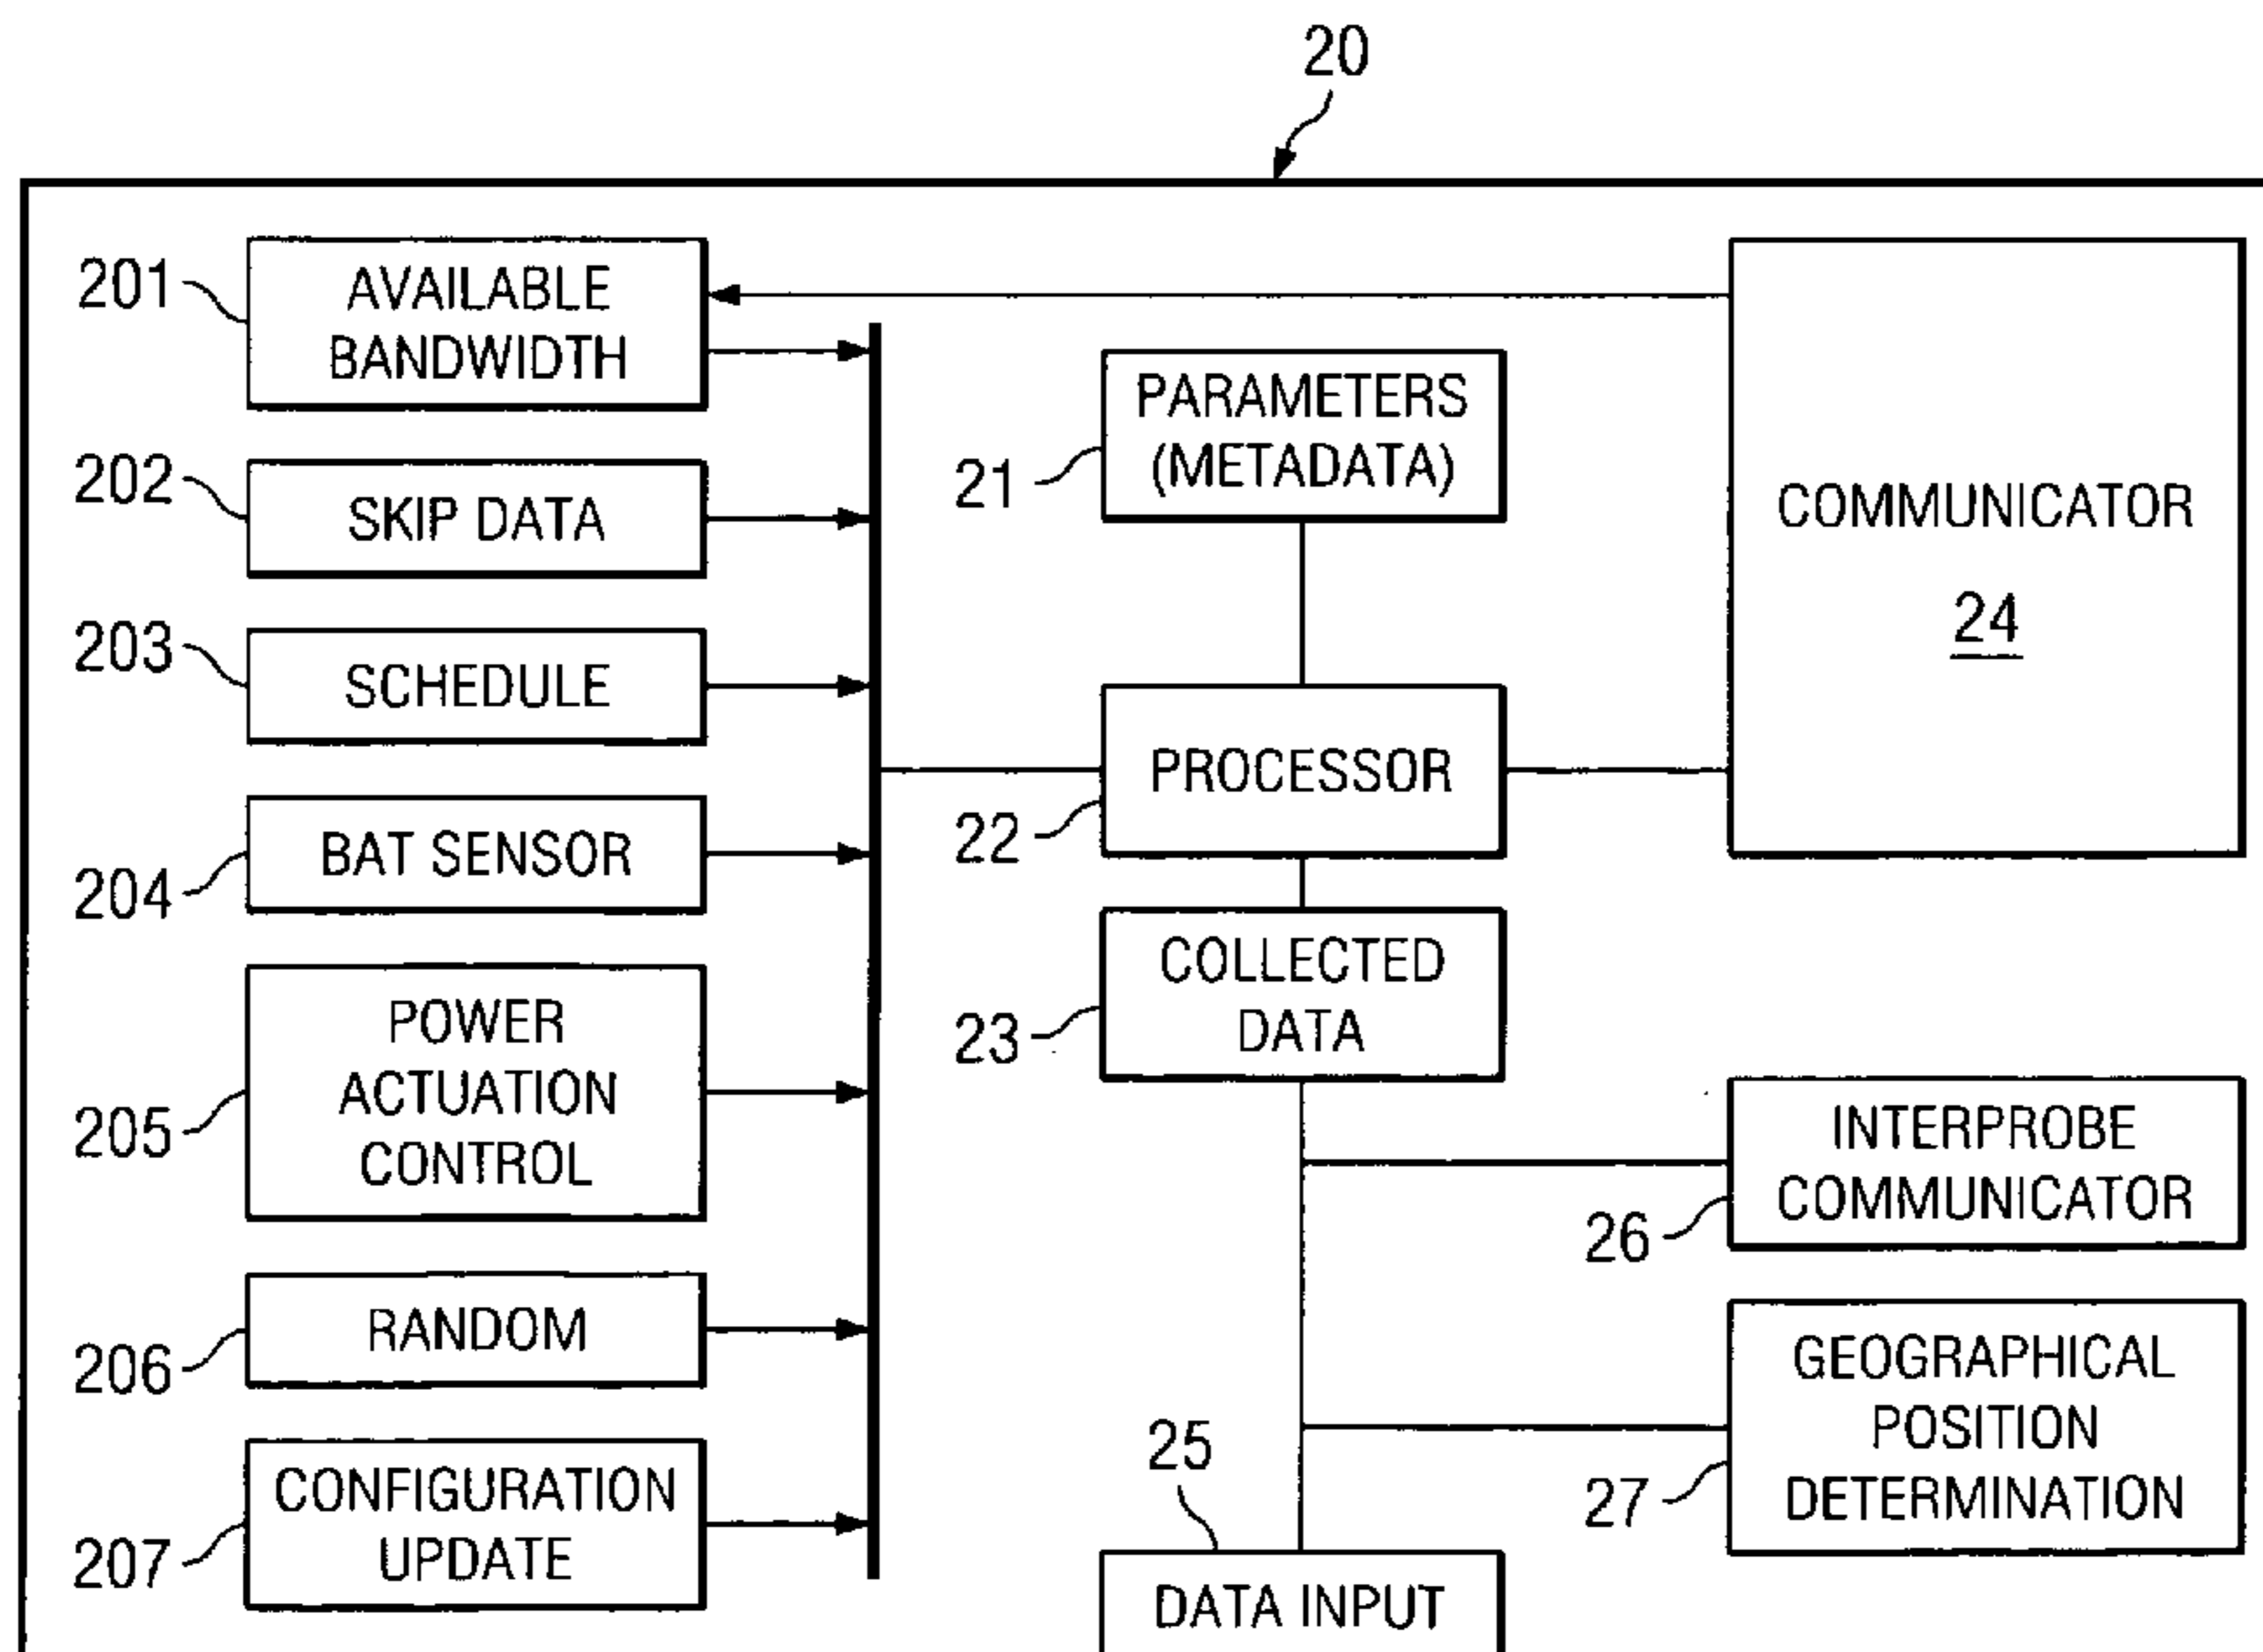 20
201
AVAILABLE
BANDWIDTH
202
SKIP DATA
203
SCHEDULE
204
BAT SENSOR
205
POWER
ACTUATION
CONTROL
206
RANDOM
207
CONFIGURATION
UPDATE
21
PARAMETERS
(METADATA)
22
PROCESSOR
23
COLLECTED
DATA
25
DATA INPUT
COMMUNICATOR
24
26
INTERPROBE
COMMUNICATOR
27
GEOGRAPHICAL
POSITION
DETERMINATION